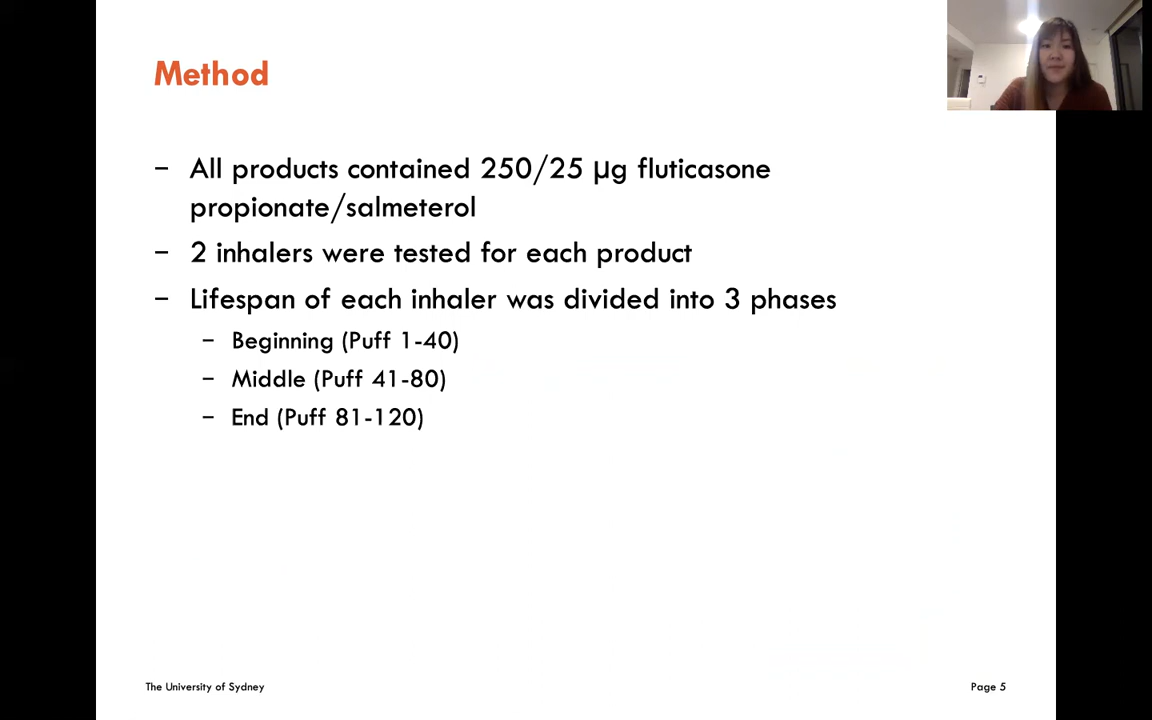 Method
– All products contained 250/25 µg fluticasone
propionate/salmeterol
– 2 inhalers were tested for each product
– Lifespan of each inhaler was divided into 3 phases
– Beginning (Puff 1-40)
– Middle (Puff 41-80)
– End (Puff 81-120)
The University of Sydney
Page 5